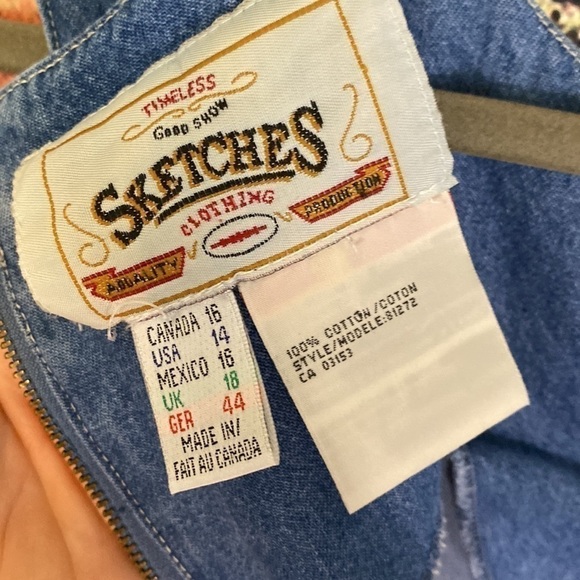 TIMELESS
GOOD SHOW
SKETCHES
CLOTHING
AQUALITY
PRODUCTION
CANADA 16
USA 14
MEXICO 16
UK 18
GER 44
MADE IN/
FAIT AU CANADA
100% COTTON/COTON
STYLE/MODELE:81272
CA 03153